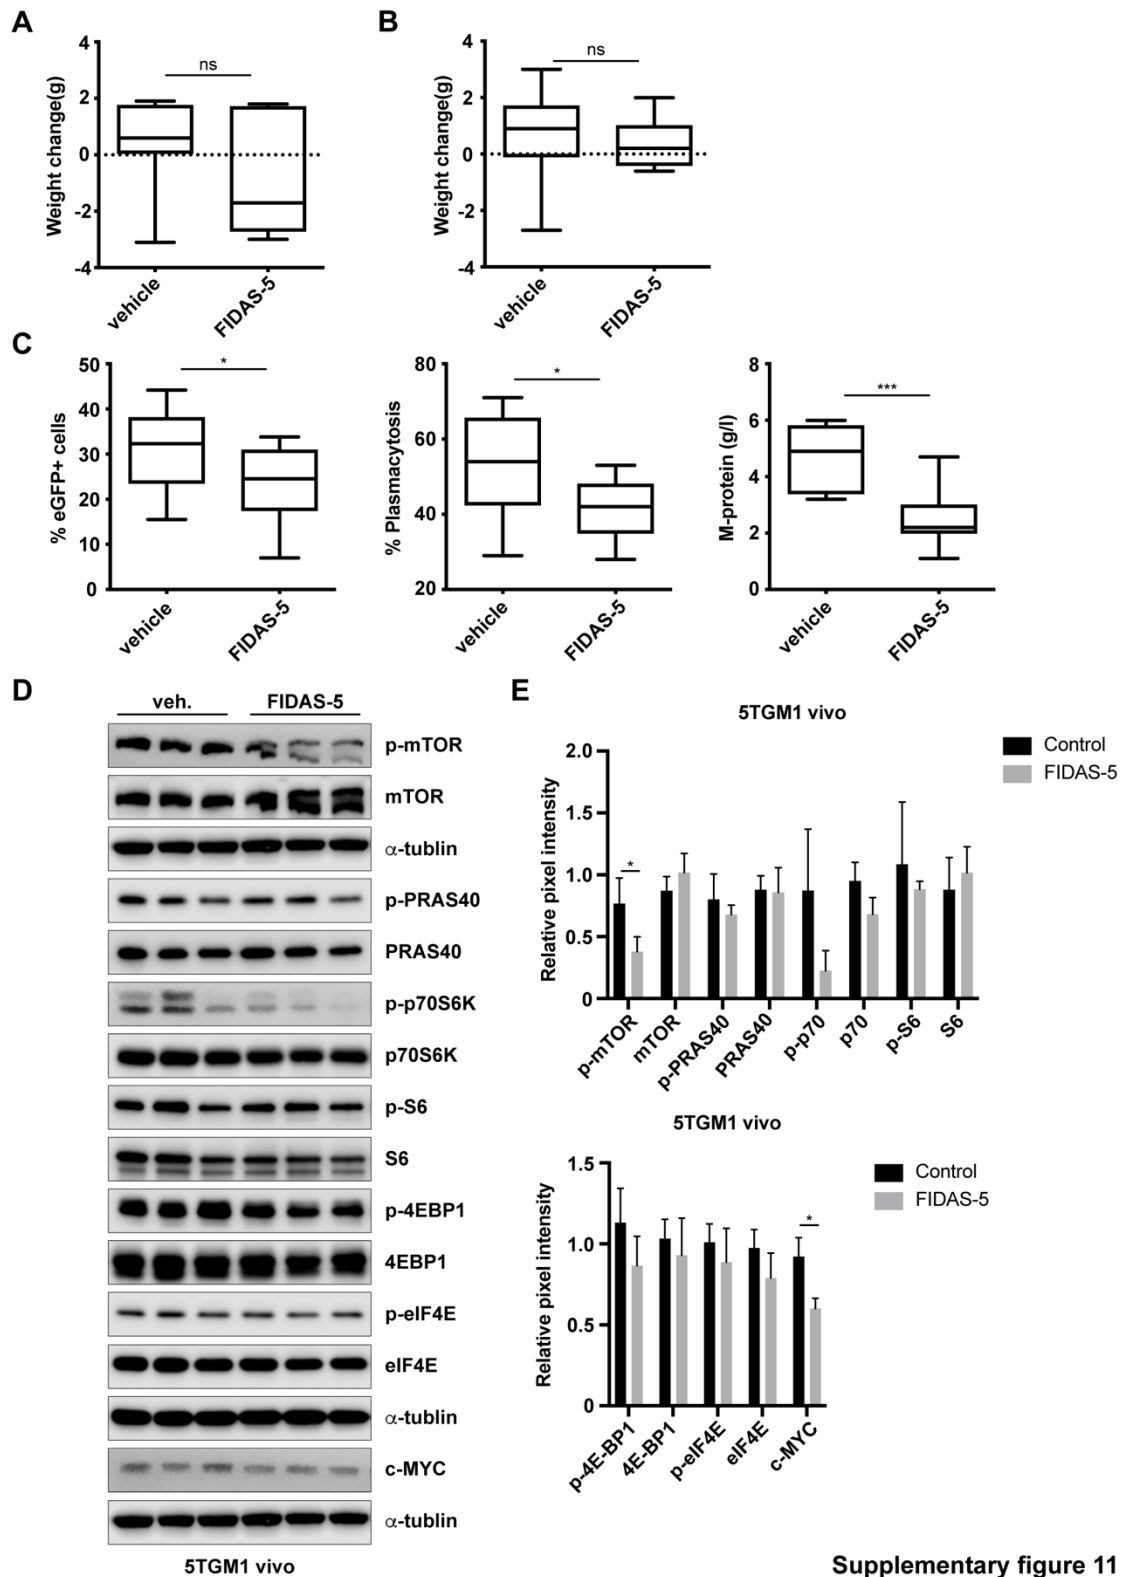 A
B
Weight change(g)
4
2
0
-2
-4
ns
vehicle
FIDAS-5
Weight change(g)
4
2
0
-2
-4
ns
vehicle
FIDAS-5
C
% eGFP+ cells
50
40
30
20
10
0
*
vehicle
FIDAS-5
% Plasmacytosis
80
60
40
20
*
vehicle
FIDAS-5
M-protein (g/l)
8
6
4
2
0
***
vehicle
FIDAS-5
D
veh.
FIDAS-5
p-mTOR
mTOR
α-tublin
p-PRAS40
PRAS40
p-p70S6K
p70S6K
p-S6
S6
p-4EBP1
4EBP1
p-eIF4E
eIF4E
α-tublin
c-MYC
α-tublin
5TGM1 vivo
E
5TGM1 vivo
Relative pixel intensity
2.0
1.5
1.0
0.5
0
*
p-mTOR
mTOR
p-PRAS40
PRAS40
p-p70
p70
p-S6
S6
Control
FIDAS-5
5TGM1 vivo
Relative pixel intensity
1.5
1.0
0.5
0
*
p-4E-BP1
4E-BP1
p-eIF4E
eIF4E
c-MYC
Control
FIDAS-5
Supplementary figure 11